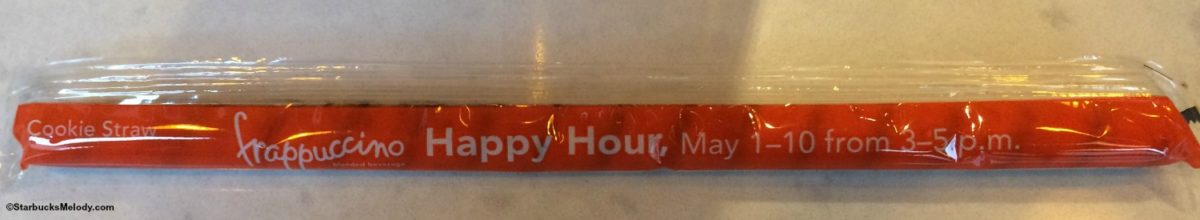 Cookie Straw frappuccino Happy Hour, May 1–10 from 3–5 p.m.
blended beverage
©StarbucksMelody.com